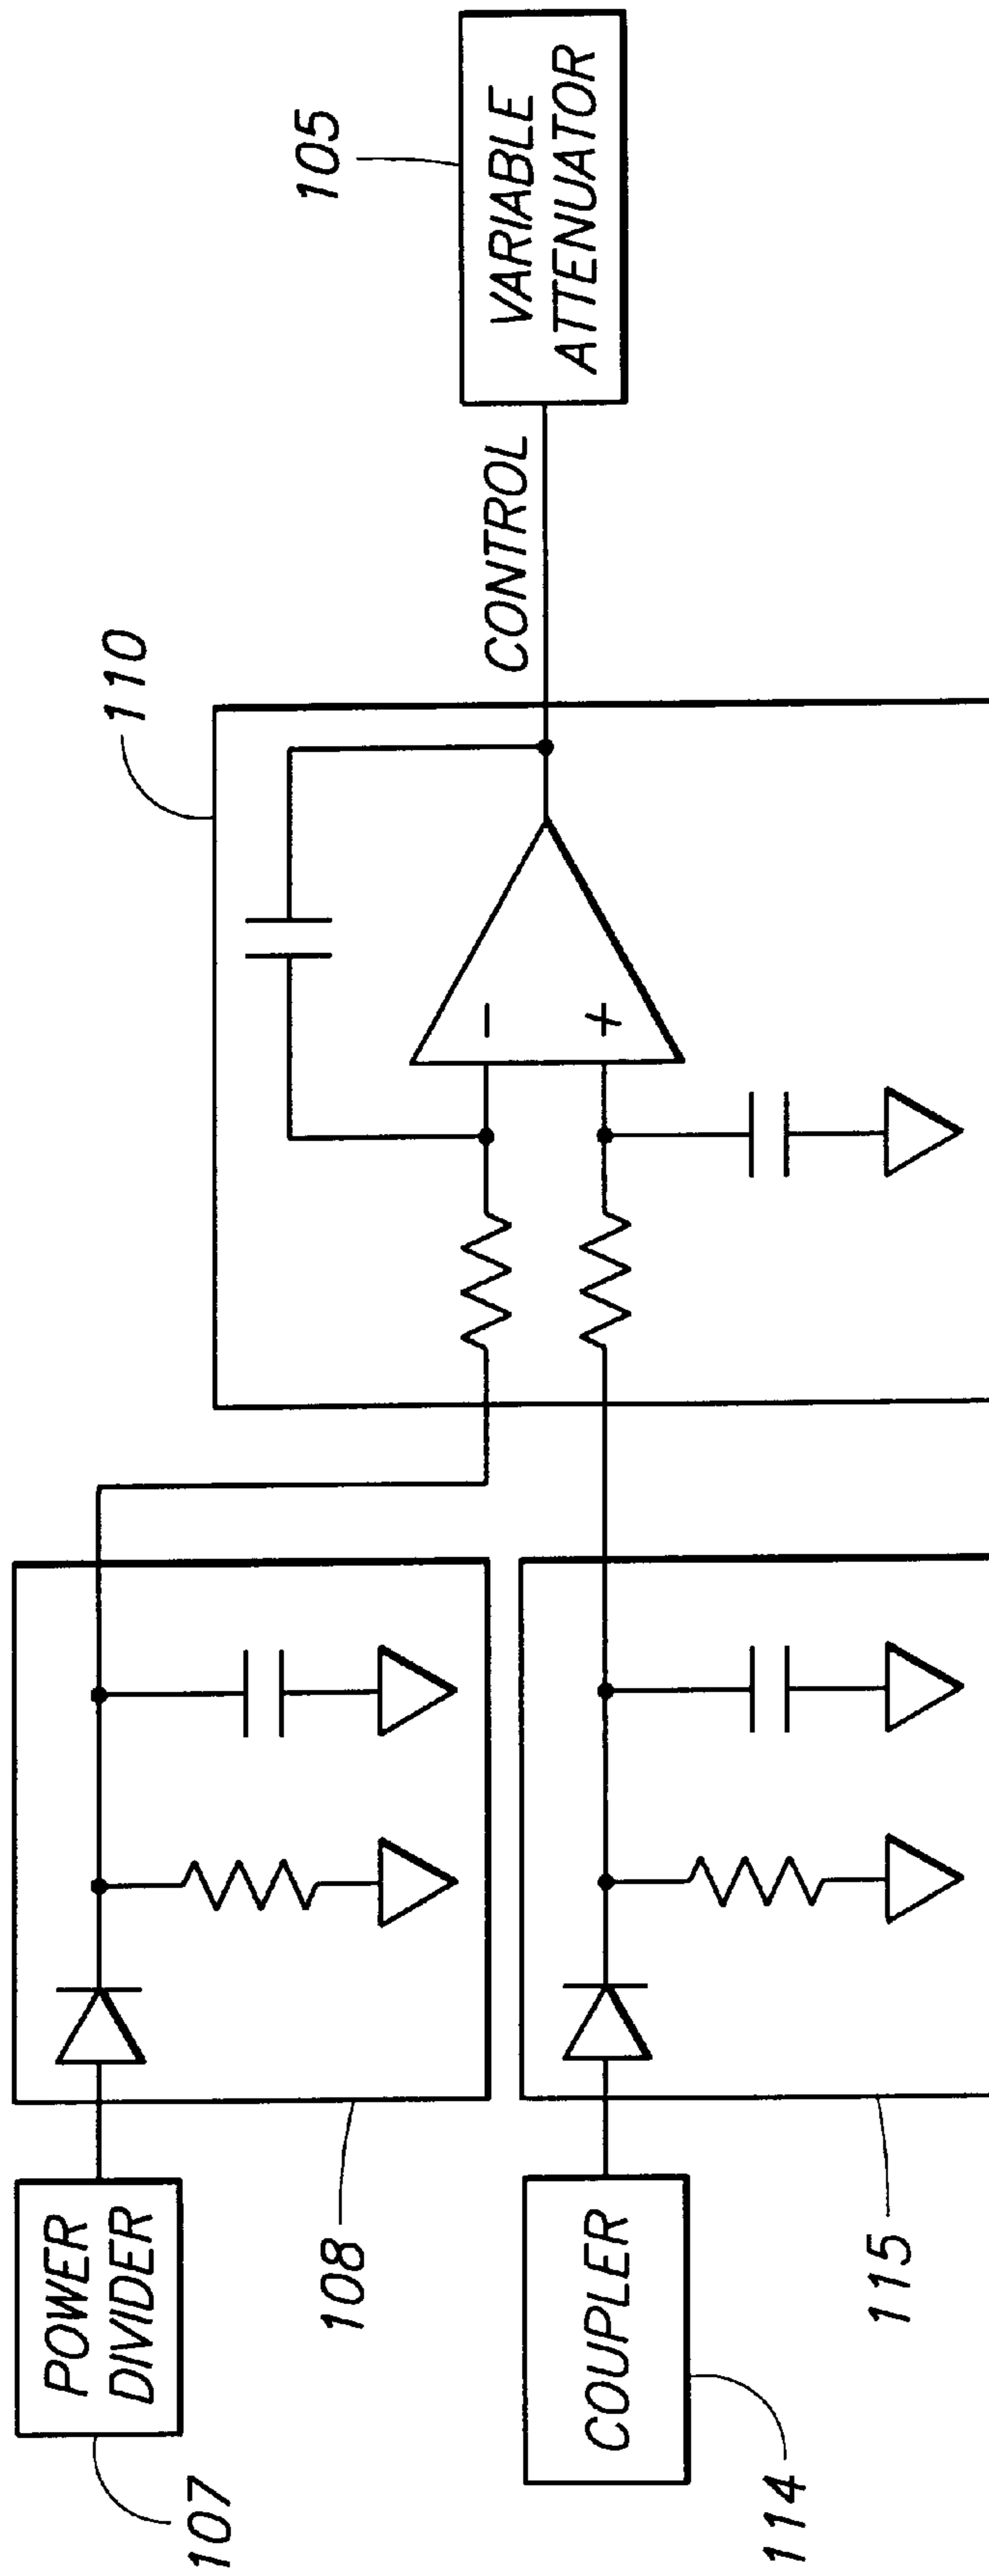 107
POWER
DIVIDER
108
110
−
+
CONTROL
105
VARIABLE
ATTENUATOR
114
COUPLER
115